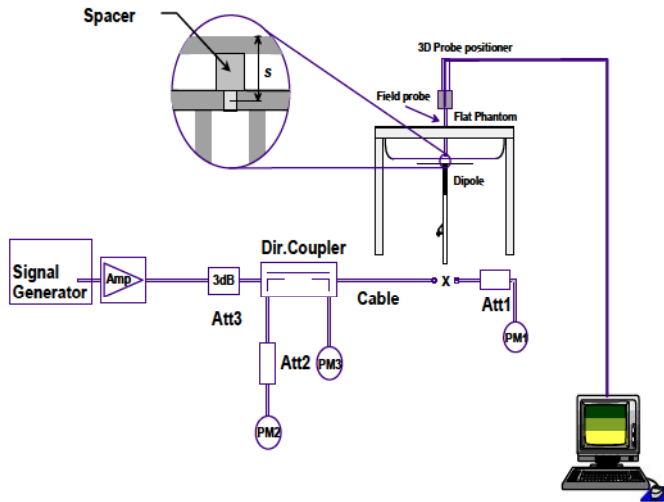 Spacer
s
3D Probe positioner
Field probe
Flat Phantom
Dipole
Dir.Coupler
Signal
Generator
Amp
3dB
Att3
Cable
x
Att1
PM1
Att2
PM3
PM2